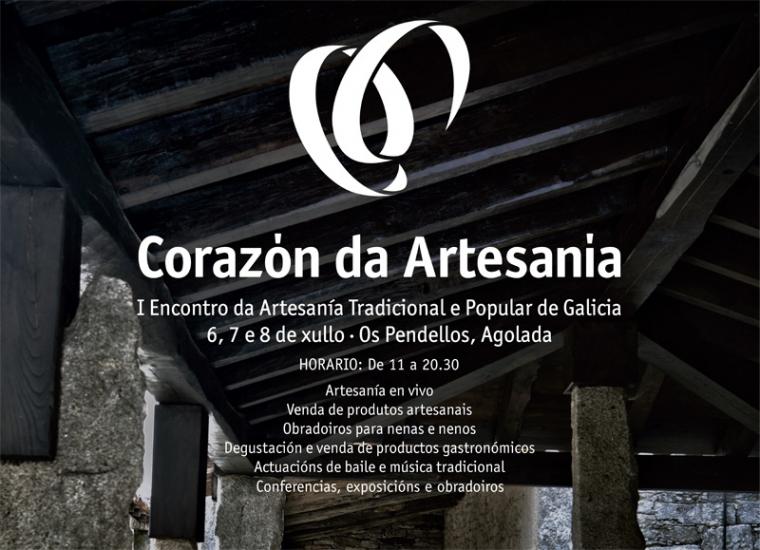 Corazón da Artesanía
I Encontro da Artesanía Tradicional e Popular de Galicia
6, 7 e 8 de xullo · Os Pendellos, Agolada
HORARIO: De 11 a 20.30
Artesanía en vivo
Venda de produtos artesanais
Obradoiros para nenas e nenos
Degustación e venda de productos gastronómicos
Actuacións de baile e música tradicional
Conferencias, exposicións e obradoiros